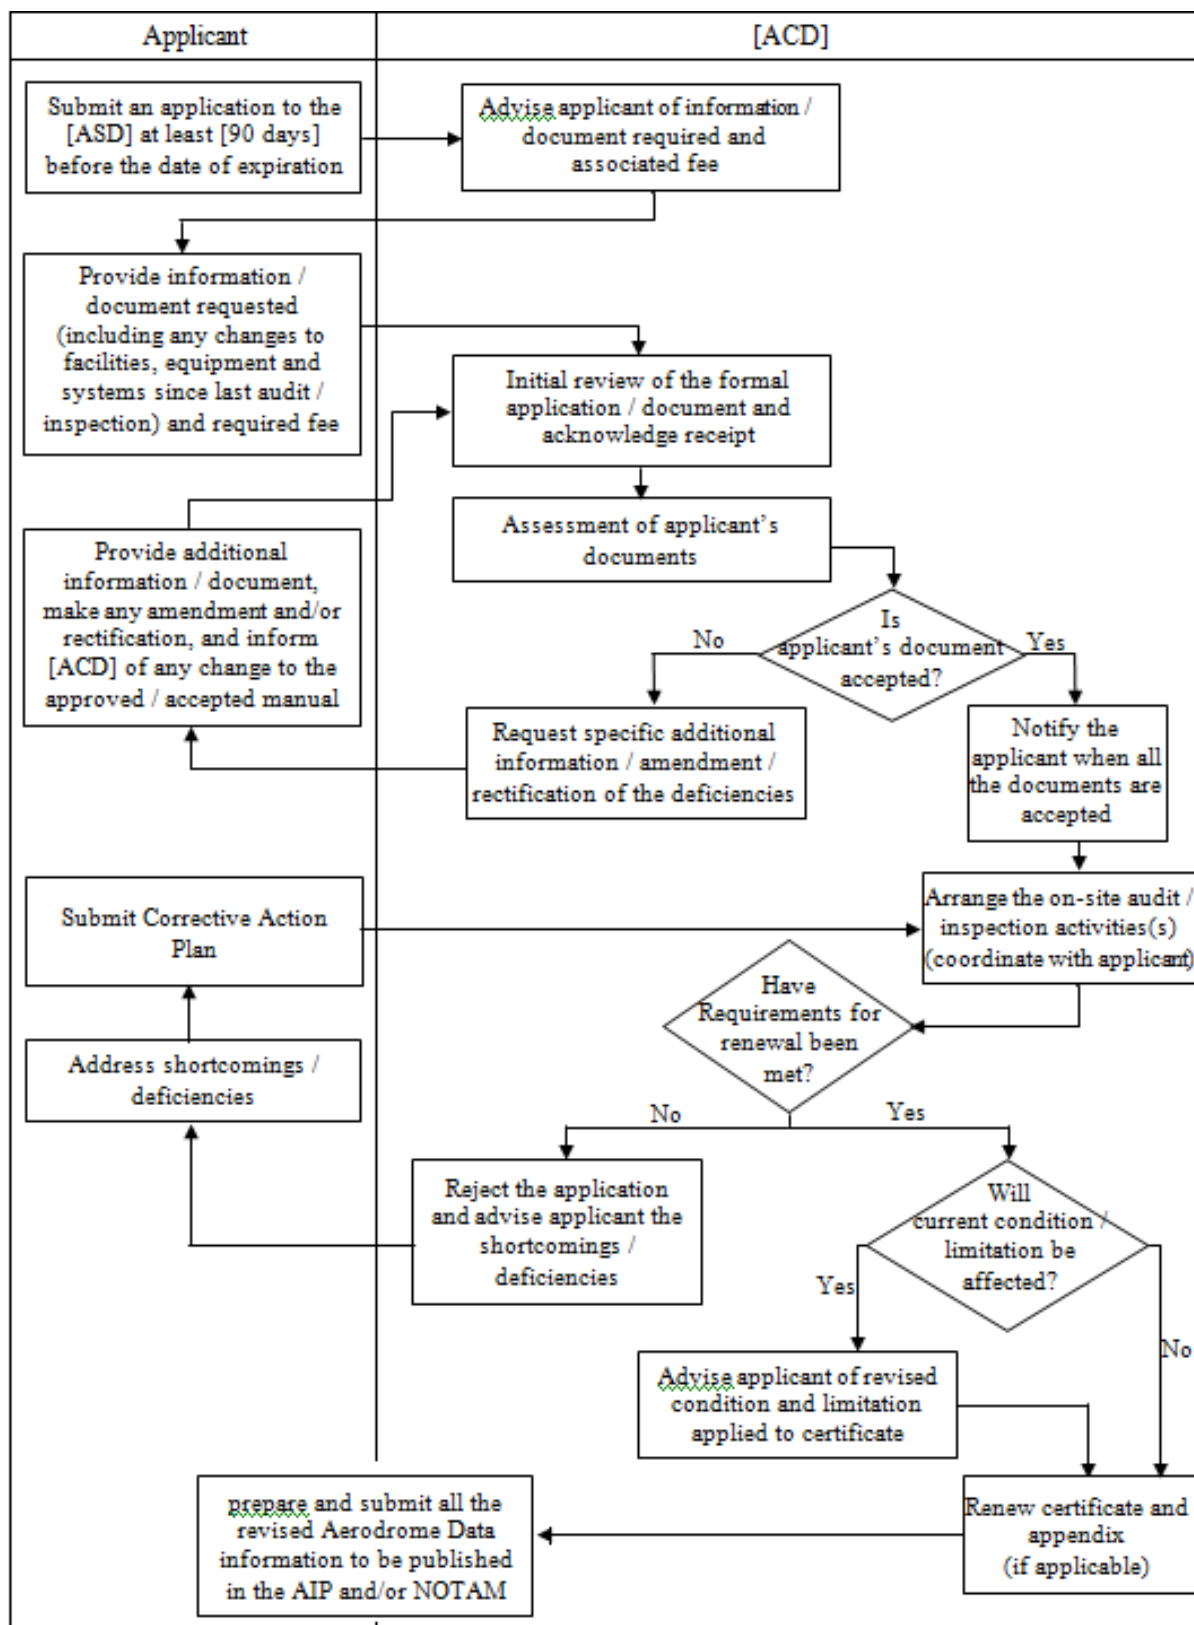 Applicant
[ACD]
Submit an application to the
[ASD] at least [90 days]
before the date of expiration
Advise applicant of information /
document required and
associated fee
Provide information /
document requested
(including any changes to
facilities, equipment and
systems since last audit /
inspection) and required fee
Initial review of the formal
application / document and
acknowledge receipt
Assessment of applicant's
documents
Provide additional
information / document,
make any amendment and/or
rectification, and inform
[ACD] of any change to the
approved / accepted manual
Is
applicant's document
accepted?
No
Yes
Request specific additional
information / amendment /
rectification of the deficiencies
Notify the
applicant when all
the documents are
accepted
Submit Corrective Action
Plan
Arrange the on-site audit /
inspection activities(s)
(coordinate with applicant)
Have
Requirements for
renewal been
met?
Address shortcomings /
deficiencies
No
Yes
Reject the application
and advise applicant the
shortcomings /
deficiencies
Will
current condition /
limitation be
affected?
Yes
No
Advise applicant of revised
condition and limitation
applied to certificate
prepare and submit all the
revised Aerodrome Data
information to be published
in the AIP and/or NOTAM
Renew certificate and
appendix
(if applicable)